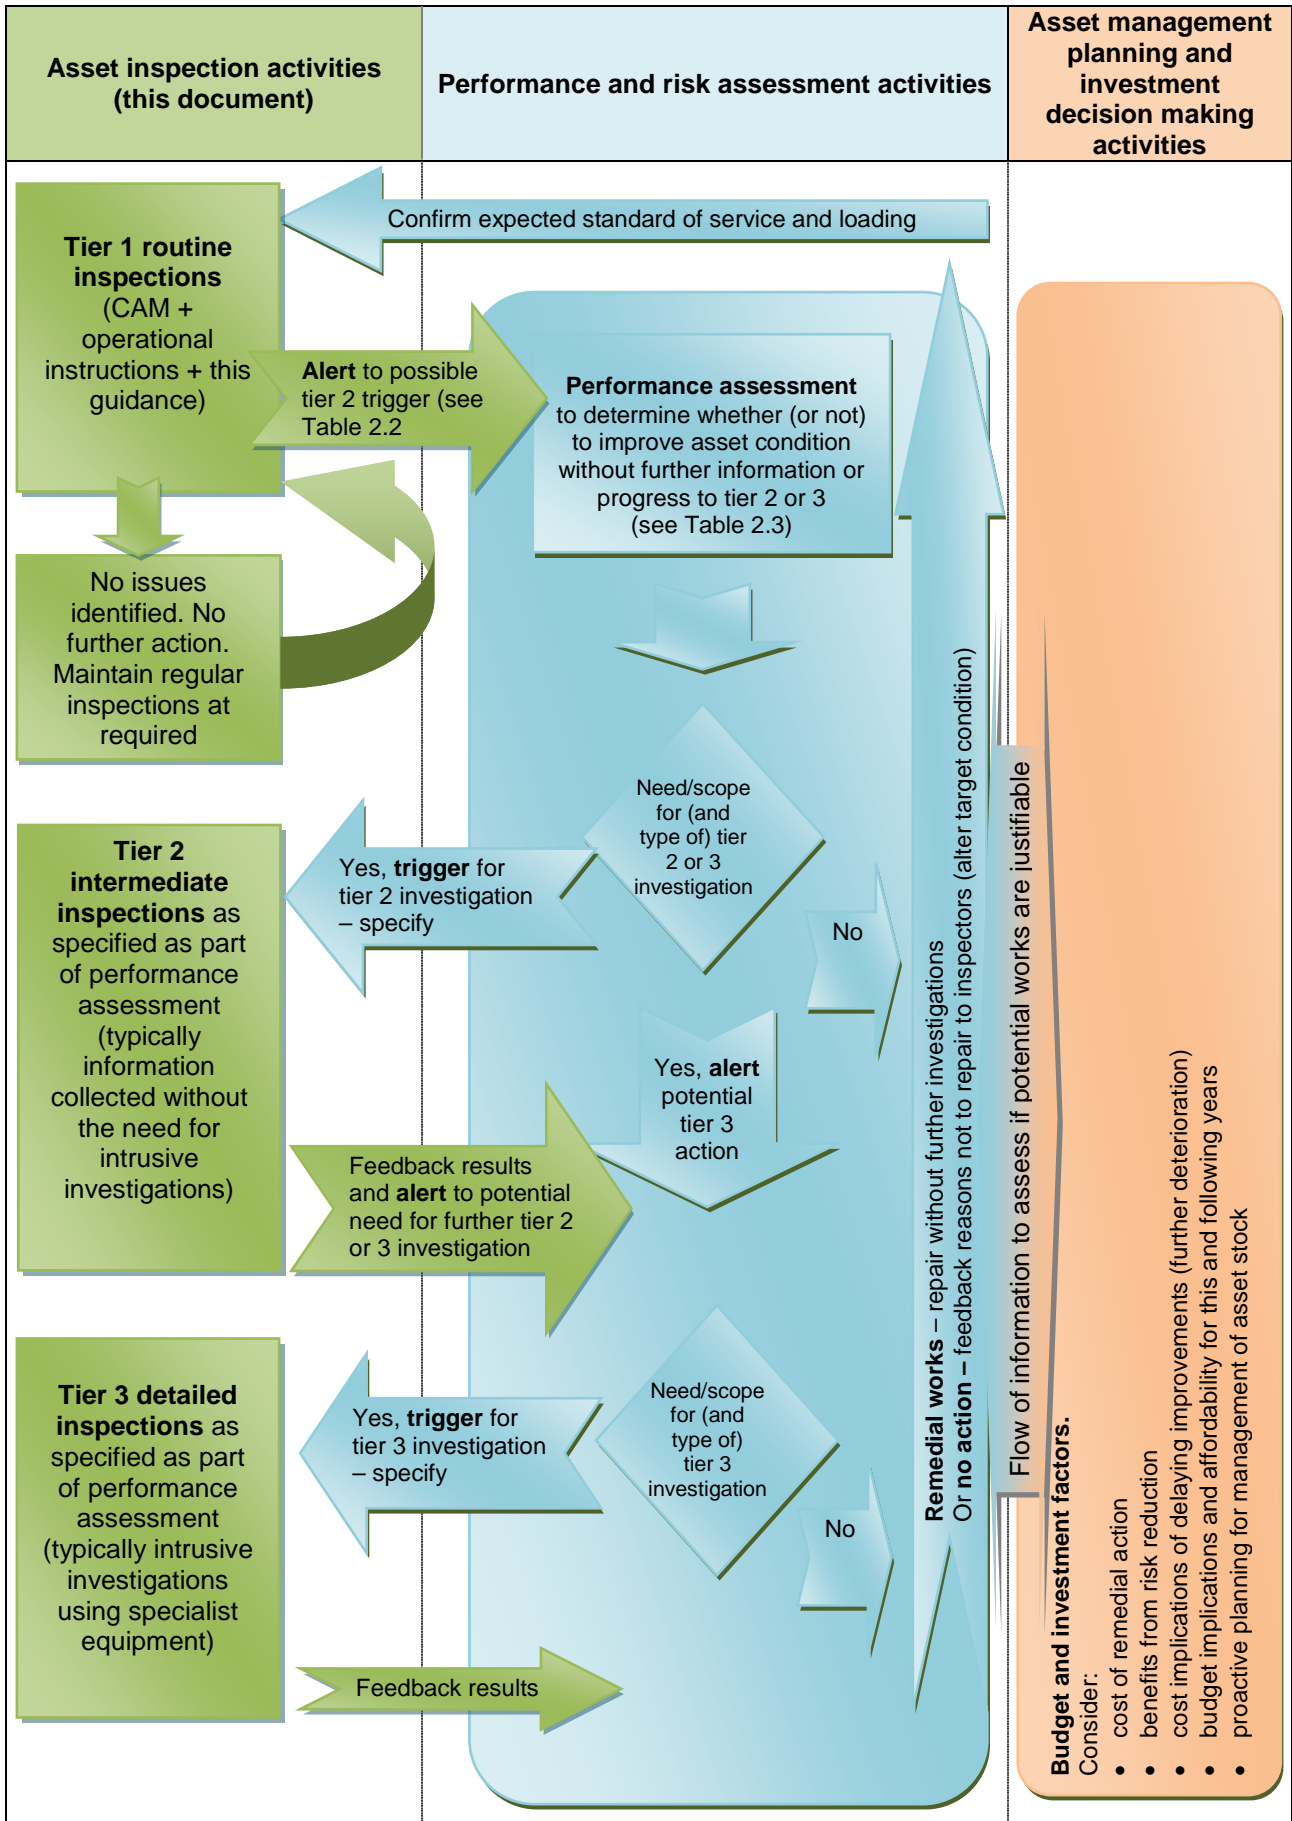 Asset inspection activities
(this document)
Performance and risk assessment activities
Asset management
planning and
investment
decision making
activities
Confirm expected standard of service and loading
Tier 1 routine
inspections
(CAM +
operational
instructions + this
guidance)
Alert to possible
tier 2 trigger (see
Table 2.2
Performance assessment
to determine whether (or not)
to improve asset condition
without further information or
progress to tier 2 or 3
(see Table 2.3)
No issues
identified. No
further action.
Maintain regular
inspections at
required
Need/scope
for (and
type of) tier
2 or 3
investigation
Yes, trigger for
tier 2 investigation
– specify
No
Tier 2
intermediate
inspections as
specified as part
of performance
assessment
(typically
information
collected without
the need for
intrusive
investigations)
Yes, alert
potential
tier 3
action
Feedback results
and alert to potential
need for further tier 2
or 3 investigation
Need/scope
for (and
type of)
tier 3
investigation
Yes, trigger for
tier 3 investigation
– specify
No
Tier 3 detailed
inspections as
specified as part
of performance
assessment
(typically intrusive
investigations
using specialist
equipment)
Feedback results
Remedial works – repair without further investigations
Or no action – feedback reasons not to repair to inspectors (alter target condition)
Flow of information to assess if potential works are justifiable
Budget and investment factors.
Consider:
• cost of remedial action
• benefits from risk reduction
• cost implications of delaying improvements (further deterioration)
• budget implications and affordability for this and following years
• proactive planning for management of asset stock